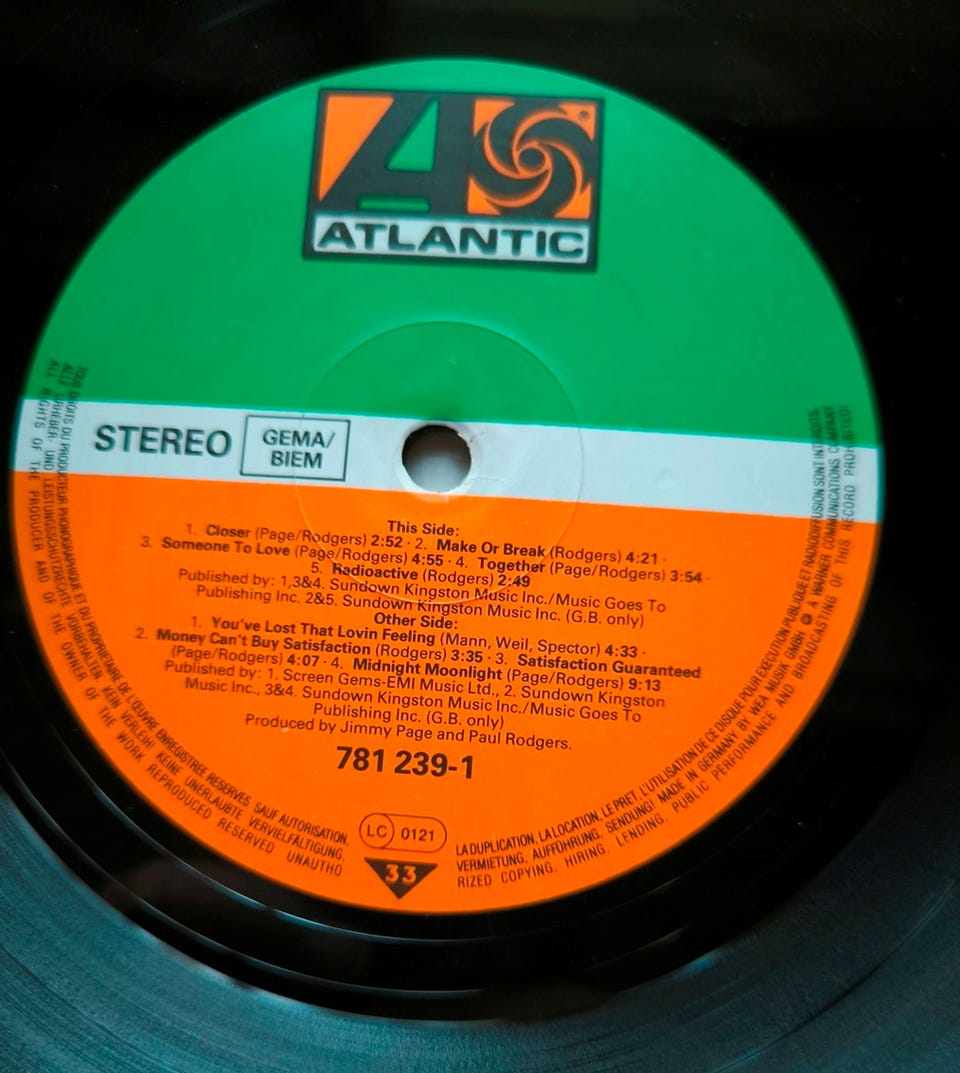 ATLANTIC
®
STEREO
GEMA/
BIEM
This Side:
1. Closer (Page/Rodgers) 2:52 · 2. Make Or Break (Rodgers) 4:21 ·
3. Someone To Love (Page/Rodgers) 4:55 · 4. Together (Page/Rodgers) 3:54 ·
5. Radioactive (Rodgers) 2:49
Published by: 1,3&4. Sundown Kingston Music Inc./Music Goes To
Publishing Inc. 2&5. Sundown Kingston Music Inc. (G.B. only)
Other Side:
1. You've Lost That Lovin Feeling (Mann, Weil, Spector) 4:33 ·
2. Money Can't Buy Satisfaction (Rodgers) 3:35 · 3. Satisfaction Guaranteed
(Page/Rodgers) 4:07 · 4. Midnight Moonlight (Page/Rodgers) 9:13
Published by: 1. Screen Gems-EMI Music Ltd., 2. Sundown Kingston
Music Inc., 3&4. Sundown Kingston Music Inc./Music Goes To
Publishing Inc. (G.B. only)
Produced by Jimmy Page and Paul Rodgers.
781 239-1
LC 0121
33
TOUS DROITS DU PRODUCTEUR PHONOGRAPHIQUE ET DU PROPRIETAIRE DE L'ŒUVRE ENREGISTREE RESERVES SAUF AUTORISATION,
LA DUPLICATION, LA LOCATION, LE PRET, L'UTILISATION DE CE DISQUE POUR EXECUTION PUBLIQUE ET RADIODIFFUSION SONT INTERDITS
ALLE URHEBER- UND LEISTUNGSSCHUTZRECHTE VORBEHALTEN. KEIN VERLEIH! KEINE UNERLAUBTE VERVIELFÄLTIGUNG,
VERMIETUNG, AUFFÜHRUNG, SENDUNG! MADE IN GERMANY BY WEA MUSIK GMBH. ℗ A WARNER COMMUNICATIONS COMPANY
ALL RIGHTS OF THE PRODUCER AND OF THE OWNER OF THE WORK REPRODUCED RESERVED UNAUTHO
RIZED COPYING, HIRING, LENDING, PUBLIC PERFORMANCE AND BROADCASTING OF THIS RECORD PROHIBITED!